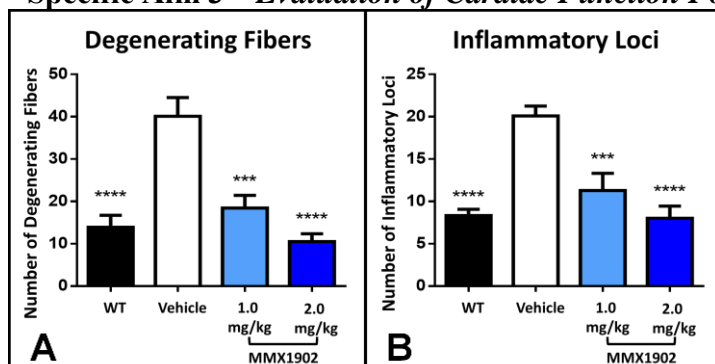 Specific Aim 3 – Evaluation of Cardiac Function
Degenerating Fibers
Number of Degenerating Fibers
50
40
30
20
10
0
****
***
****
WT
Vehicle
1.0
mg/kg
2.0
mg/kg
MMX1902
A
Inflammatory Loci
Number of Inflammatory Loci
25
20
15
10
5
0
****
***
****
WT
Vehicle
1.0
mg/kg
2.0
mg/kg
MMX1902
B